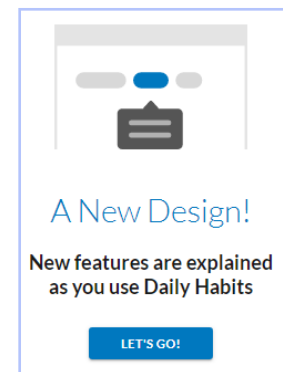 A New Design!
New features are explained
as you use Daily Habits
LET'S GO!